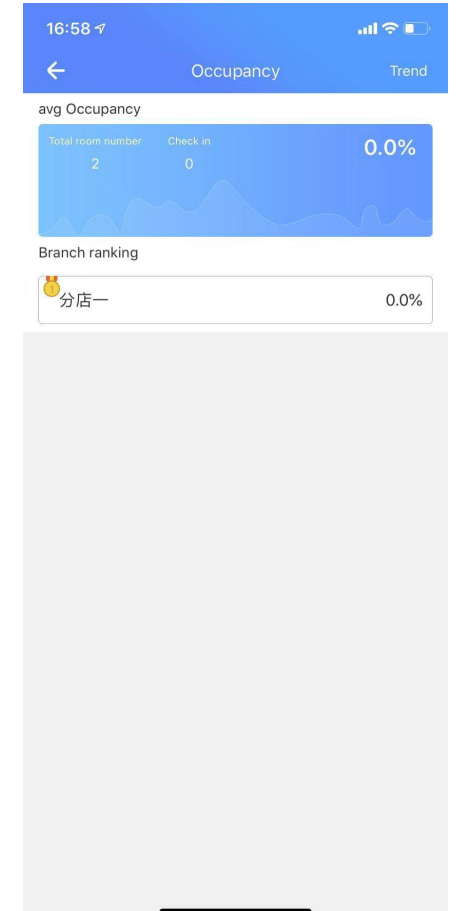 16:58
Occupancy Trend
avg Occupancy
Total room number Check in 0.0%
2 0
Branch ranking
1
分店一 0.0%